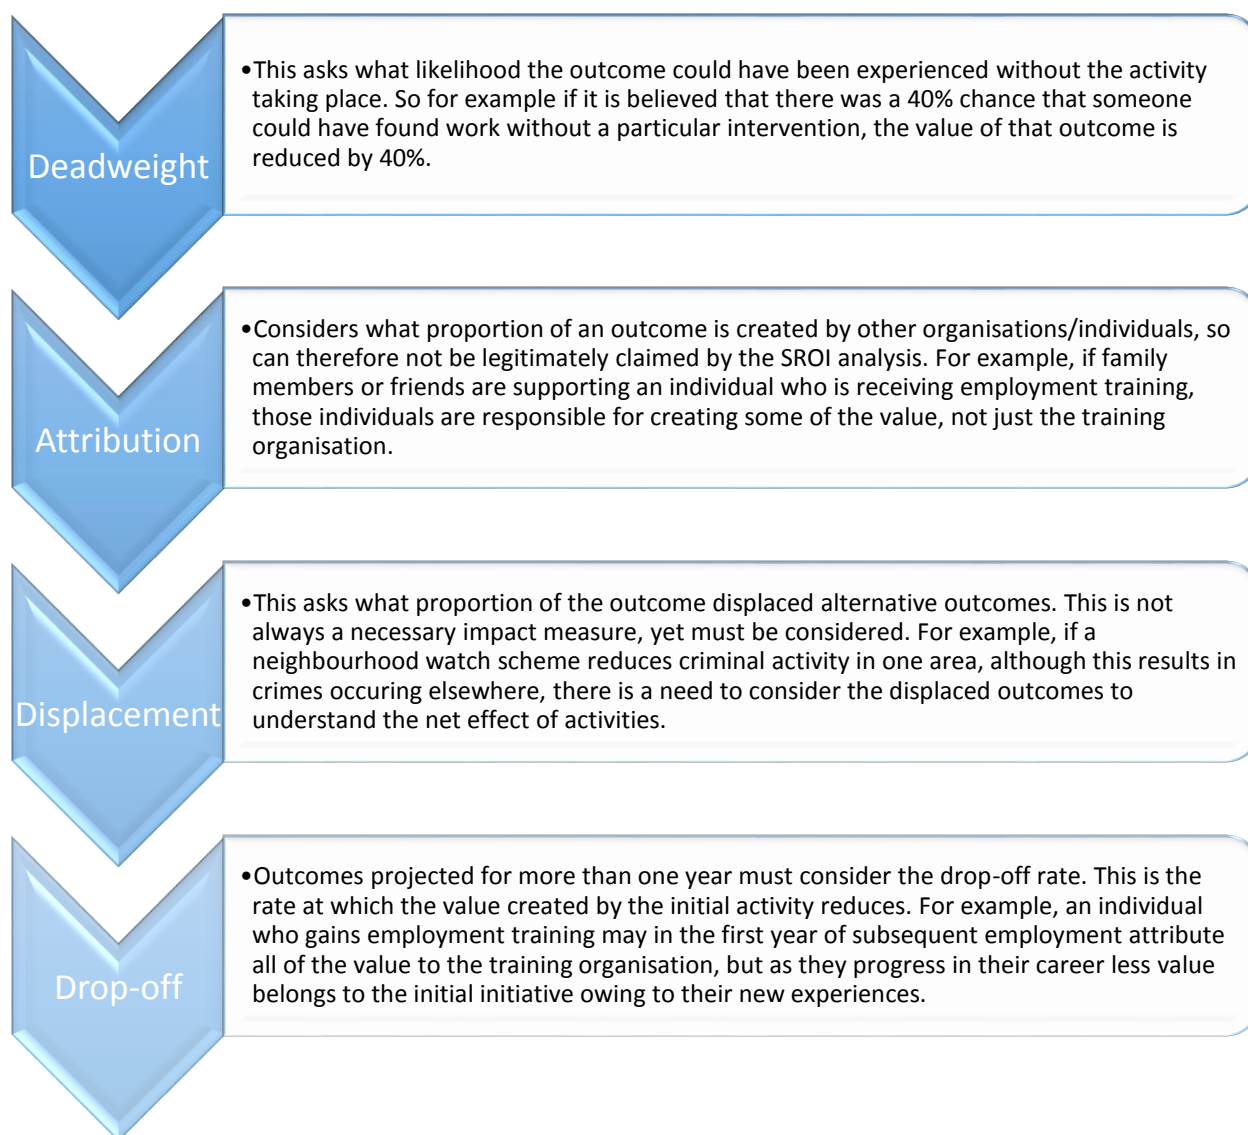 Deadweight
•This asks what likelihood the outcome could have been experienced without the activity
taking place. So for example if it is believed that there was a 40% chance that someone
could have found work without a particular intervention, the value of that outcome is
reduced by 40%.
Attribution
•Considers what proportion of an outcome is created by other organisations/individuals, so
can therefore not be legitimately claimed by the SROI analysis. For example, if family
members or friends are supporting an individual who is receiving employment training,
those individuals are responsible for creating some of the value, not just the training
organisation.
Displacement
•This asks what proportion of the outcome displaced alternative outcomes. This is not
always a necessary impact measure, yet must be considered. For example, if a
neighbourhood watch scheme reduces criminal activity in one area, although this results in
crimes occuring elsewhere, there is a need to consider the displaced outcomes to
understand the net effect of activities.
Drop-off
•Outcomes projected for more than one year must consider the drop-off rate. This is the
rate at which the value created by the initial activity reduces. For example, an individual
who gains employment training may in the first year of subsequent employment attribute
all of the value to the training organisation, but as they progress in their career less value
belongs to the initial initiative owing to their new experiences.